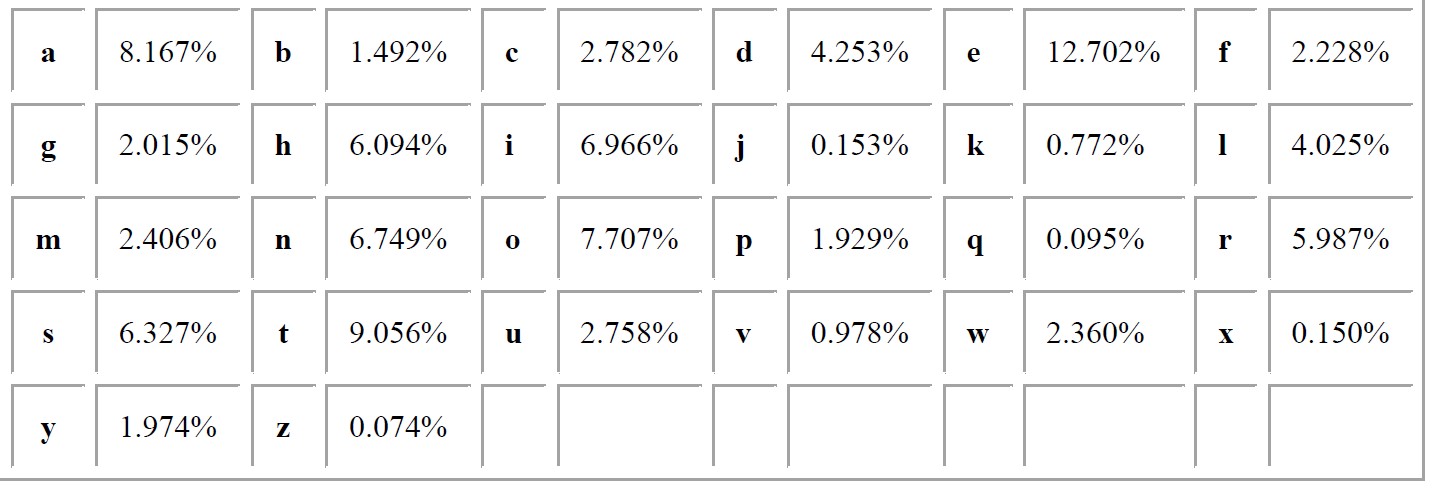 a 8.167% b 1.492% c 2.782% d 4.253% e 12.702% f 2.228%
g 2.015% h 6.094% i 6.966% j 0.153% k 0.772% l 4.025%
m 2.406% n 6.749% o 7.707% p 1.929% q 0.095% r 5.987%
s 6.327% t 9.056% u 2.758% v 0.978% w 2.360% x 0.150%
y 1.974% z 0.074%